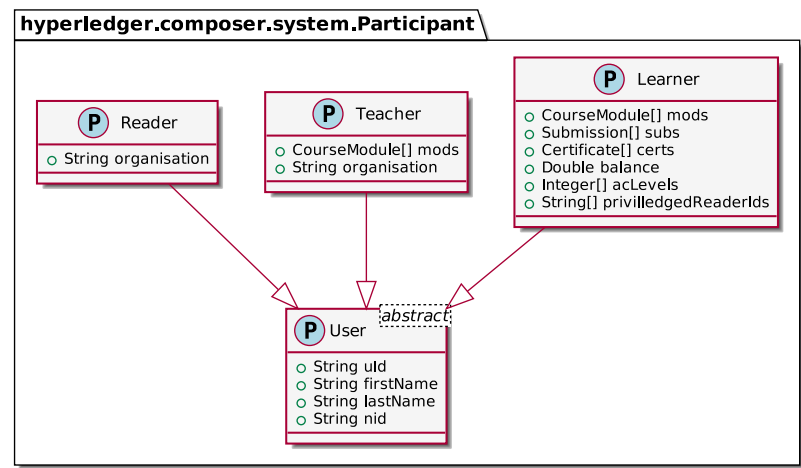 hyperledger.composer.system.Participant
P Reader
String organisation
P Teacher
CourseModule[] mods
String organisation
P Learner
CourseModule[] mods
Submission[] subs
Certificate[] certs
Double balance
Integer[] acLevels
String[] privilledgedReaderIds
P User
abstract
String uId
String firstName
String lastName
String nid